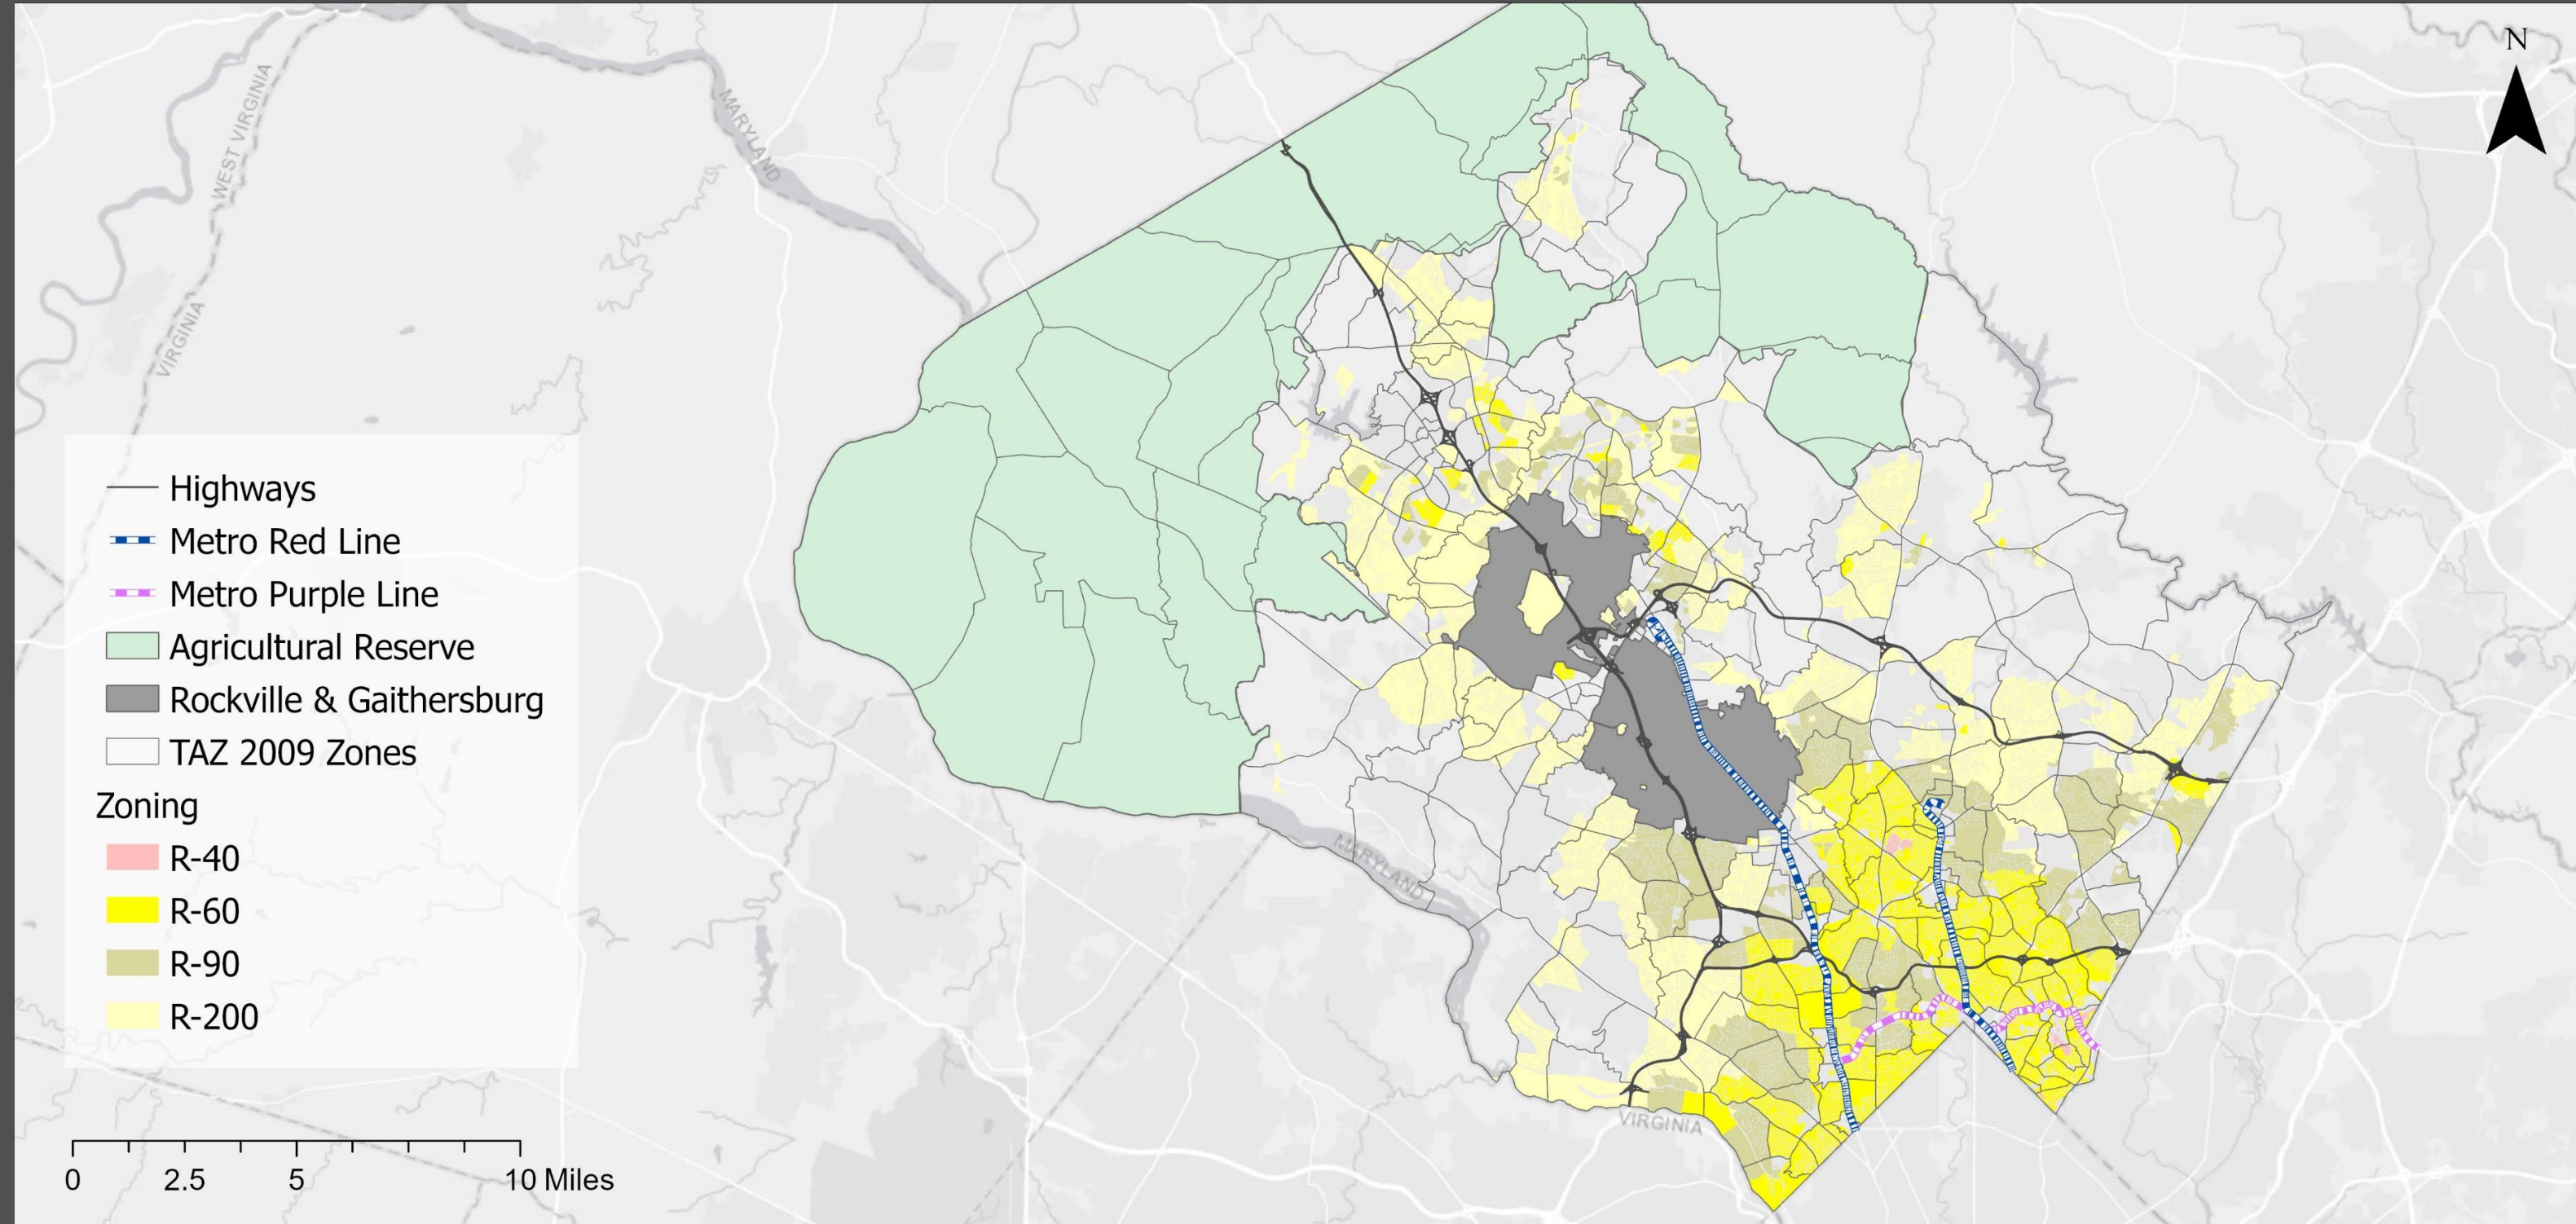 N
WEST VIRGINIA
VIRGINIA
MARYLAND
Highways
Metro Red Line
Metro Purple Line
Agricultural Reserve
Rockville & Gaithersburg
TAZ 2009 Zones
Zoning
R-40
R-60
R-90
R-200
MARYLAND
VIRGINIA
0 2.5 5 10 Miles